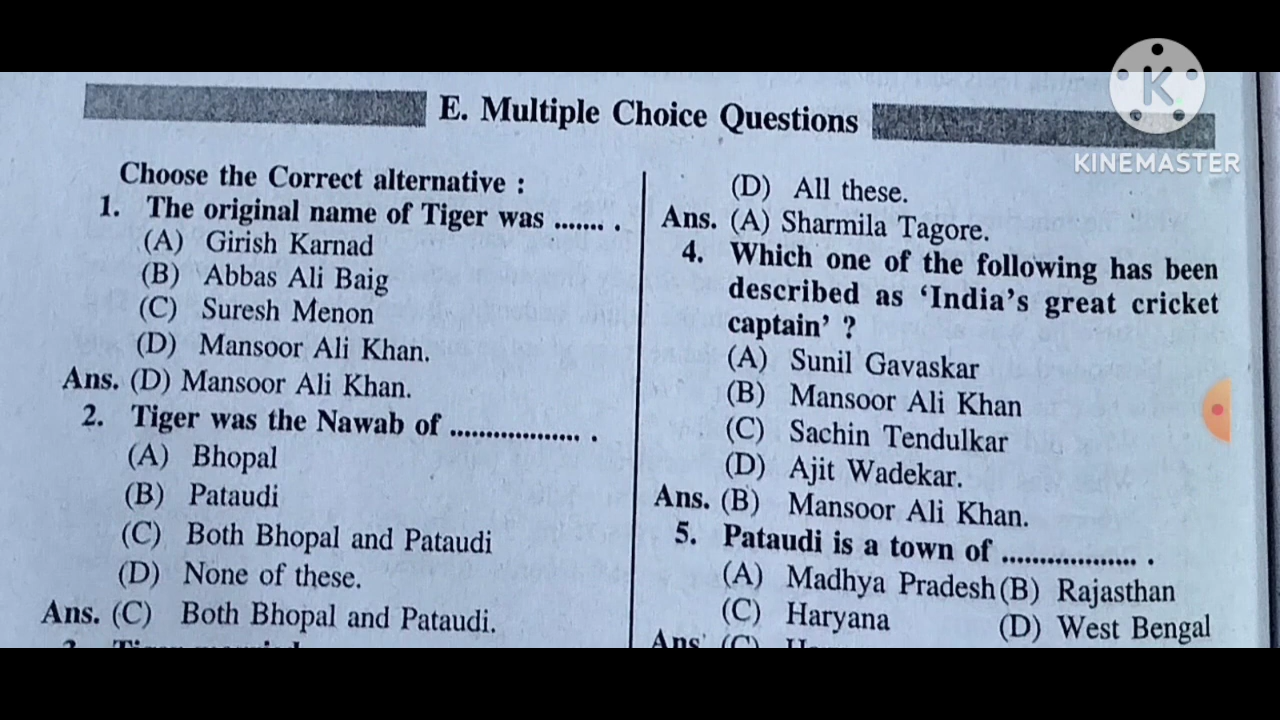 E. Multiple Choice Questions
Choose the Correct alternative :
1. The original name of Tiger was ....... .
(A) Girish Karnad
(B) Abbas Ali Baig
(C) Suresh Menon
(D) Mansoor Ali Khan.
Ans. (D) Mansoor Ali Khan.
2. Tiger was the Nawab of .................. .
(A) Bhopal
(B) Pataudi
(C) Both Bhopal and Pataudi
(D) None of these.
Ans. (C) Both Bhopal and Pataudi.
(D) All these.
Ans. (A) Sharmila Tagore.
4. Which one of the following has been
described as ‘India’s great cricket
captain’ ?
(A) Sunil Gavaskar
(B) Mansoor Ali Khan
(C) Sachin Tendulkar
(D) Ajit Wadekar.
Ans. (B) Mansoor Ali Khan.
5. Pataudi is a town of .................. .
(A) Madhya Pradesh (B) Rajasthan
(C) Haryana (D) West Bengal
K
KINEMASTER